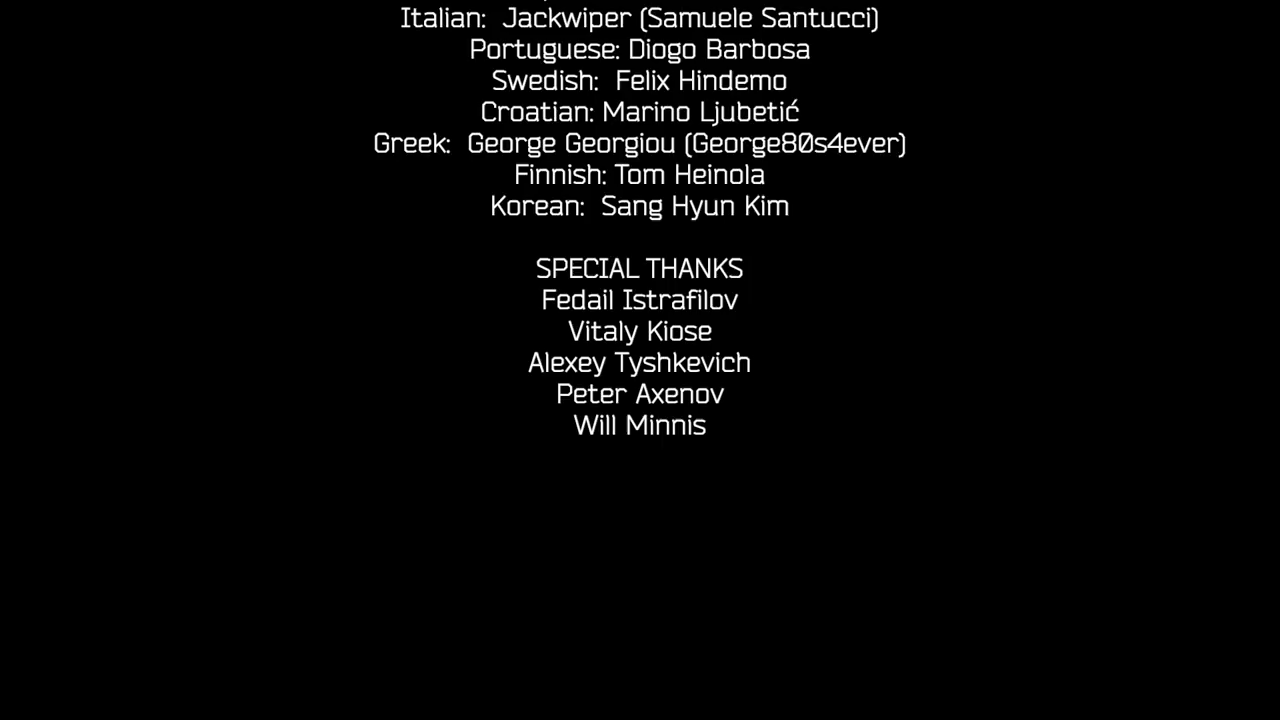 Italian:  Jackwiper (Samuele Santucci)
Portuguese: Diogo Barbosa
Swedish:  Felix Hindemo
Croatian: Marino Ljubetić
Greek:  George Georgiou (George80s4ever)
Finnish: Tom Heinola
Korean:  Sang Hyun Kim
SPECIAL THANKS
Fedail Istrafilov
Vitaly Kiose
Alexey Tyshkevich
Peter Axenov
Will Minnis